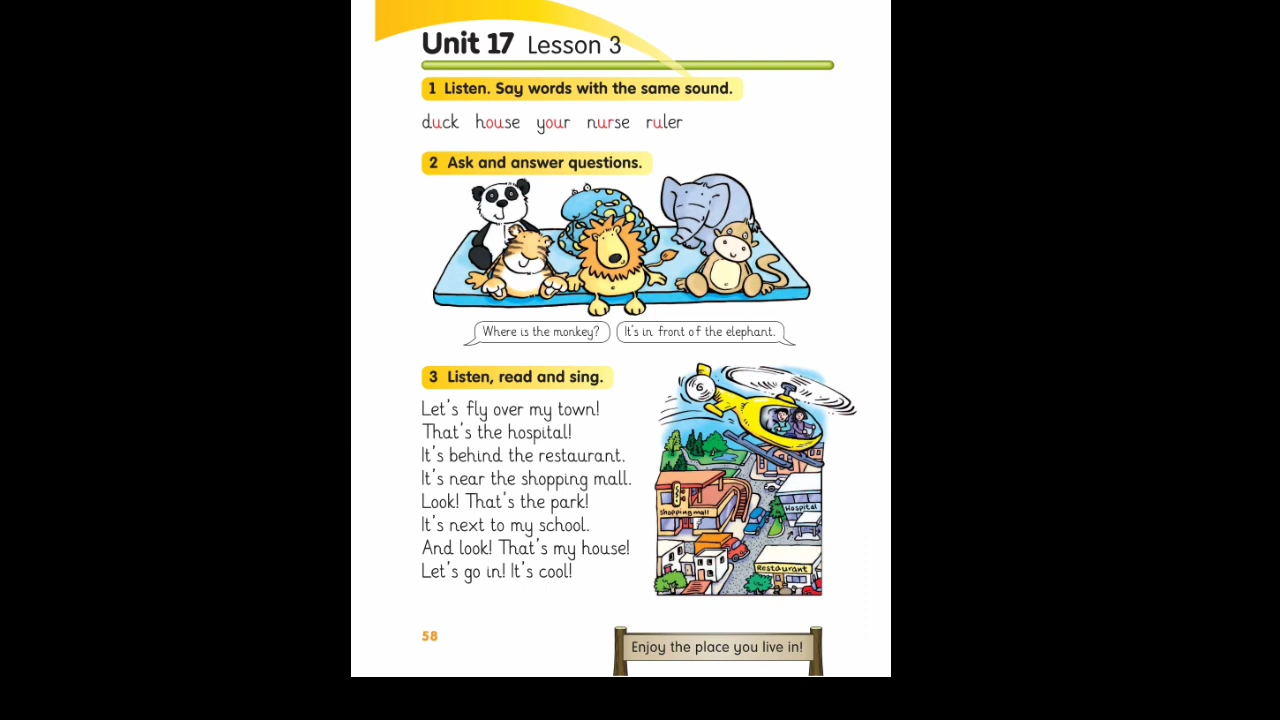 Unit 17 Lesson 3
1 Listen. Say words with the same sound.
duck house your nurse ruler
2 Ask and answer questions.
Where is the monkey? It's in front of the elephant.
3 Listen, read and sing.
Let's fly over my town!
That's the hospital!
It's behind the restaurant.
It's near the shopping mall.
Look! That's the park!
It's next to my school.
And look! That's my house!
Let's go in! It's cool!
6
Shopping mall
Hospital
Restaurant
58
Enjoy the place you live in!